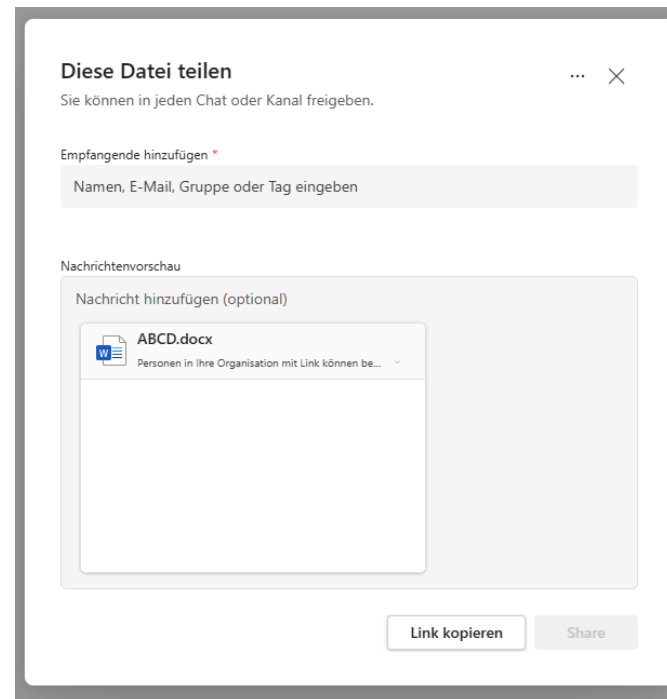 Diese Datei teilen
Sie können in jeden Chat oder Kanal freigeben.
Empfangende hinzufügen *
Namen, E-Mail, Gruppe oder Tag eingeben
Nachrichtenvorschau
Nachricht hinzufügen (optional)
W ABCD.docx
Personen in Ihre Organisation mit Link können be...
Link kopieren Share